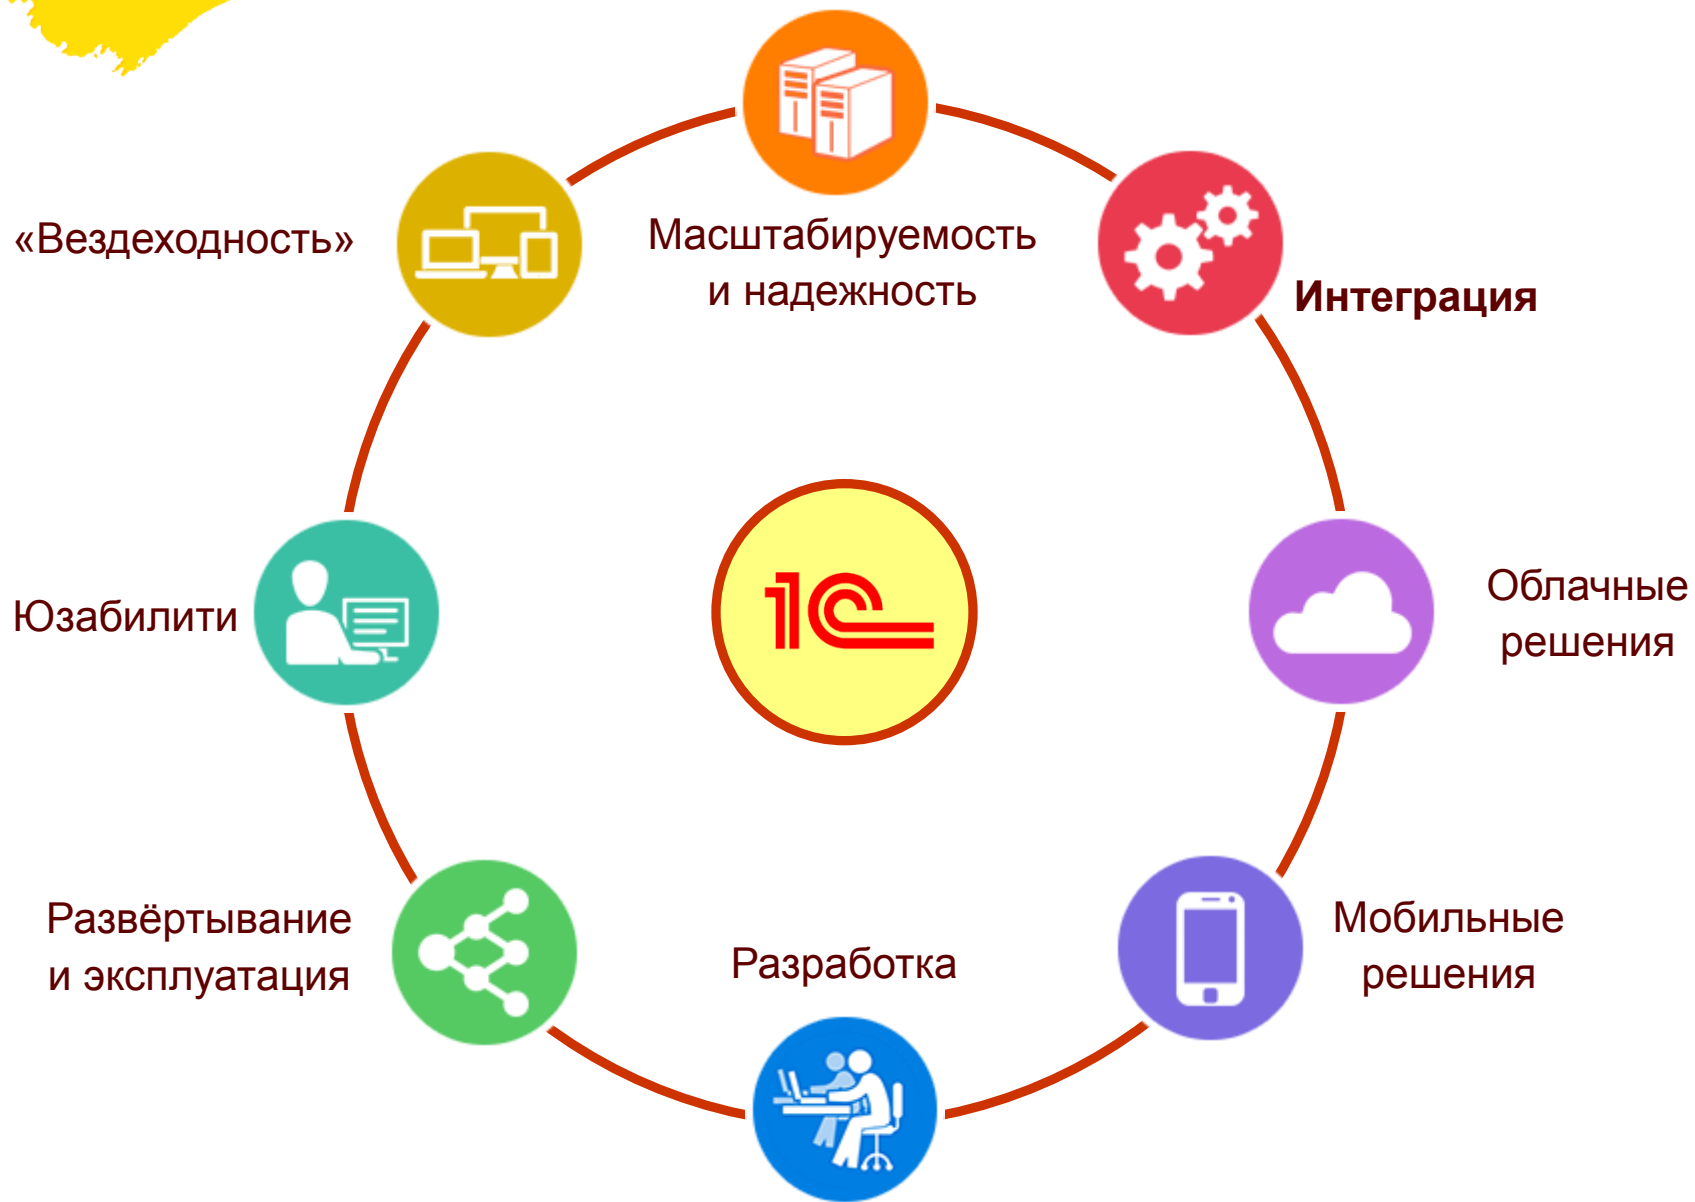 Масштабируемость
и надежность
«Вездеходность»
Интеграция
1С
Юзабилити
Облачные
решения
Развёртывание
и эксплуатация
Разработка
Мобильные
решения